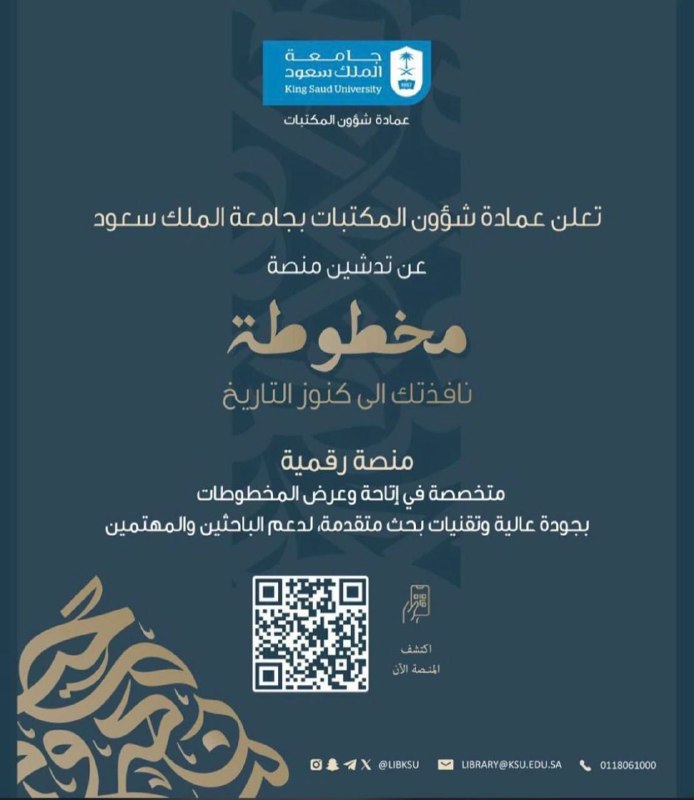 جامعة
الملك سعود
King Saud University
1957
عمادة شؤون المكتبات
تعلن عمادة شؤون المكتبات بجامعة الملك سعود
عن تدشين منصة
مخطوطة
نافذتك الى كنوز التاريخ
منصة رقمية
متخصصة في إتاحة وعرض المخطوطات
بجودة عالية وتقنيات بحث متقدمة، لدعم الباحثين والمهتمين
اكتشف
المنصة الآن
@LIBKSU LIBRARY@KSU.EDU.SA 0118061000